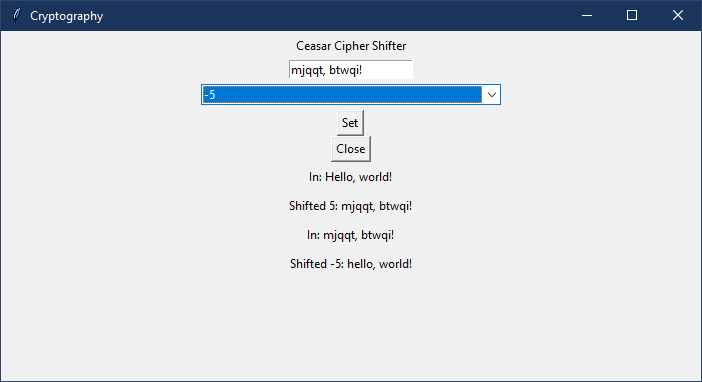 Cryptography
Ceasar Cipher Shifter
mjqqt, btwqi!
-5
Set
Close
In: Hello, world!
Shifted 5: mjqqt, btwqi!
In: mjqqt, btwqi!
Shifted -5: hello, world!